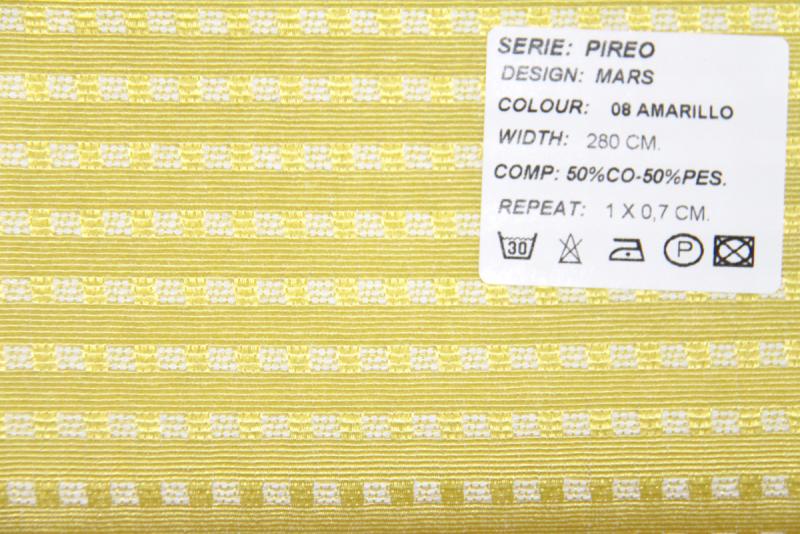 SERIE: PIREO
DESIGN: MARS
COLOUR: 08 AMARILLO
WIDTH: 280 CM.
COMP: 50%CO-50%PES.
REPEAT: 1 X 0,7 CM.
30 P